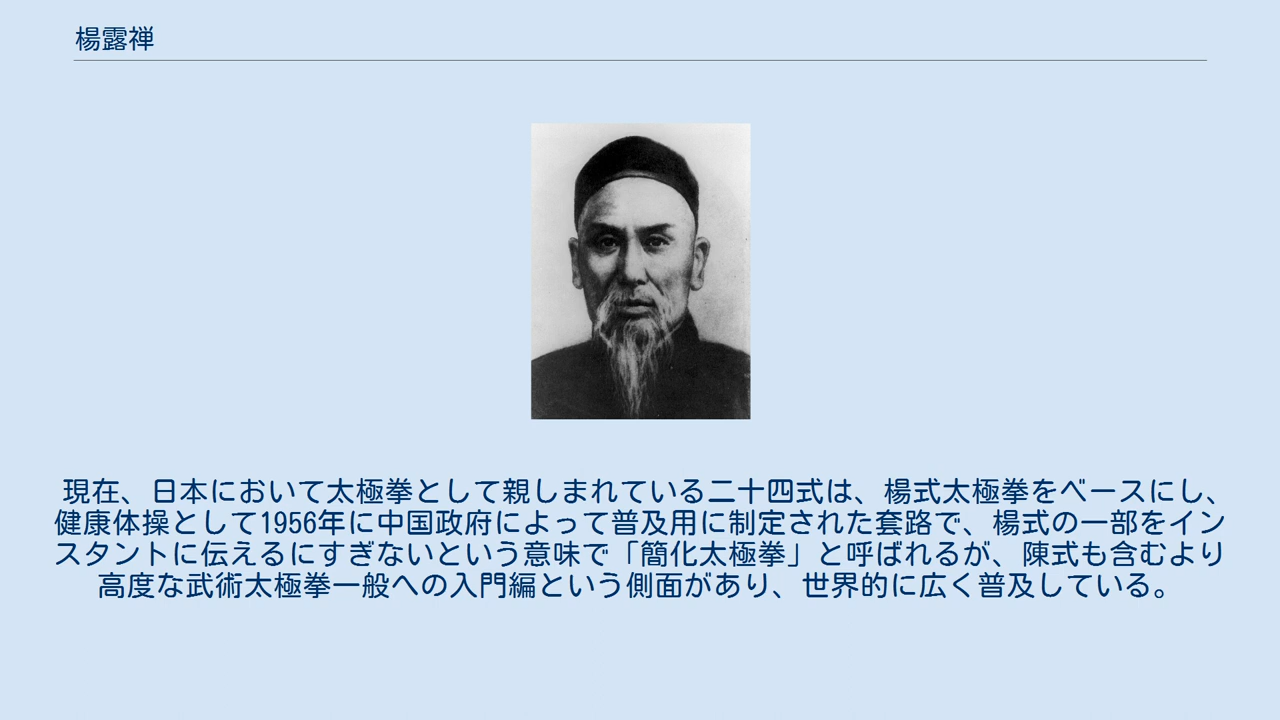 楊露禅
現在、日本において太極拳として親しまれている二十四式は、楊式太極拳をベースにし、
健康体操として1956年に中国政府によって普及用に制定された套路で、楊式の一部をイン
スタントに伝えるにすぎないという意味で「簡化太極拳」と呼ばれるが、陳式も含むより
高度な武術太極拳一般への入門編という側面があり、世界的に広く普及している。